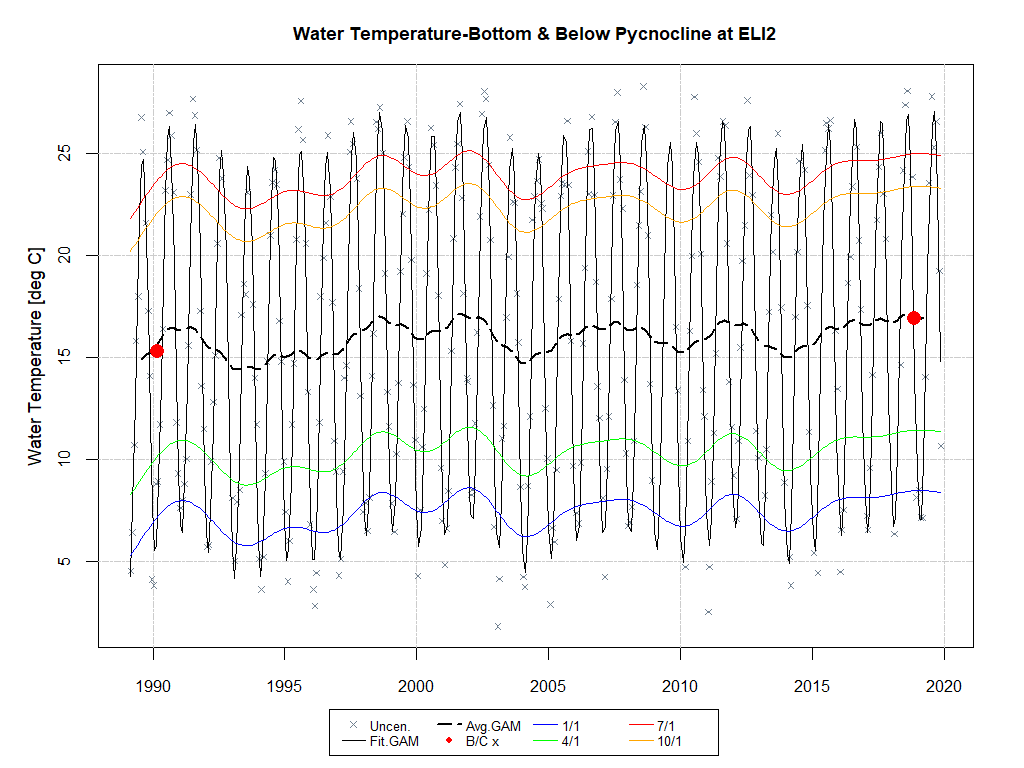 Water Temperature-Bottom & Below Pycnocline at ELI2
Water Temperature [deg C]
25
20
15
10
5
1990 1995 2000 2005 2010 2015 2020
Uncen. Avg.GAM 1/1 7/1
Fit.GAM B/C x 4/1 10/1